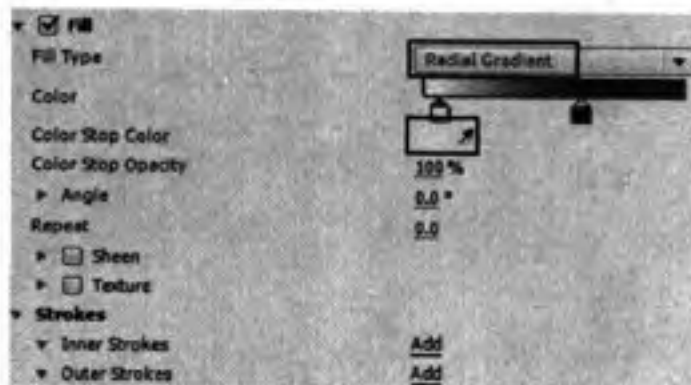 Fill
Fill Type Radial Gradient
Color
Color Stop Color
Color Stop Opacity 100 %
Angle 0.0 °
Repeat 0.0
Sheen
Texture
Strokes
Inner Strokes Add
Outer Strokes Add